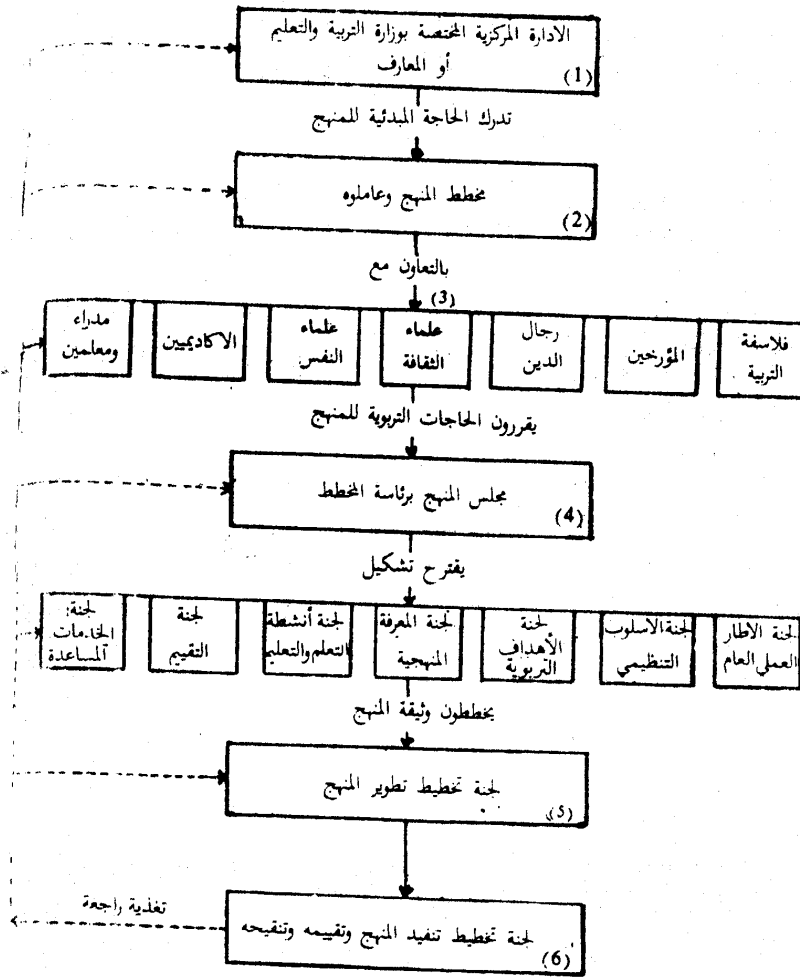 الادارة المركزية المختصة بوزارة التربية والتعليم
أو المعارف
(1)
تدرك الحاجة المبدئية للمنهج
مخطط المنهج وعاملوه
(2)
بالتعاون مع
(3)
فلاسفة
التربية
المؤرخين
رجال
الدين
علماء
الثقافة
علماء
النفس
الاكاديميين
مدراء
ومعلمين
يقررون الحاجات التربوية للمنهج
مجلس المنهج برئاسة المخطط
(4)
يقترح تشكيل
لجنة الاطار
العملي العام
لجنة الاسلوب
التنظيمي
لجنة
الأهداف
التربوية
لجنة المعرفة
المنهجية
لجنة أنشطة
التعلم والتعليم
لجنة
التقييم
لجنة:
الخدمات
المساعدة
يخططون وثيقة المنهج
لجنة تخطيط تطوير المنهج
(5)
تغذية راجعة
لجنة تخطيط تنفيد المنهج وتقييمه وتنقيحه
(6)